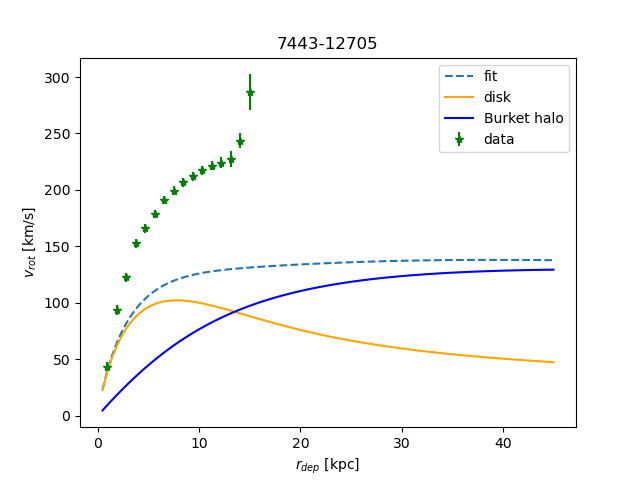 7443-12705
300
250
200
150
100
50
0
v_rot [km/s]
fit
disk
Burket halo
data
0 10 20 30 40
r_dep [kpc]